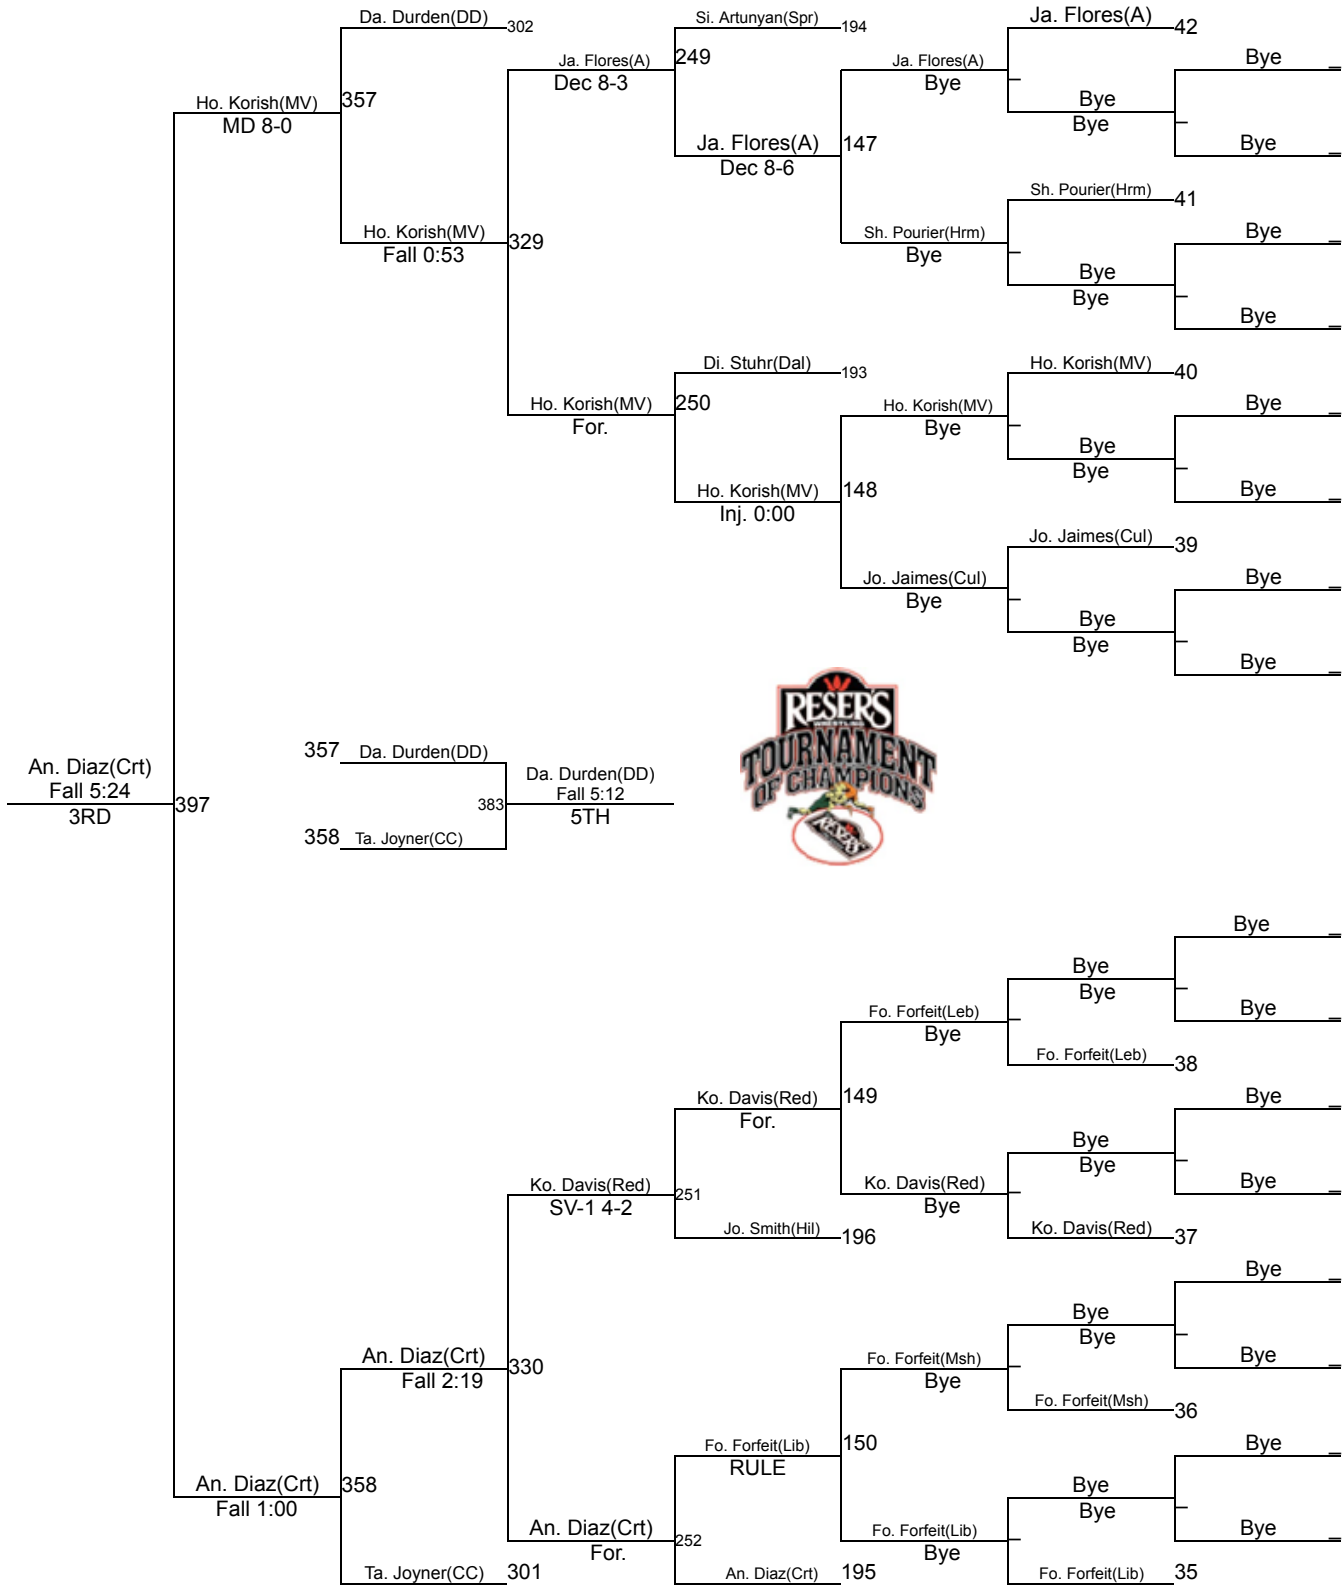 Da. Durden(DD) 302
Si. Artunyan(Spr) 194
Ja. Flores(A) 42
Ja. Flores(A) 249
Dec 8-3
Ja. Flores(A)
Bye
Bye
Bye
Bye
Ho. Korish(MV) 357
MD 8-0
Ja. Flores(A) 147
Dec 8-6
Bye
Sh. Pourier(Hrm) 41
Ho. Korish(MV) 329
Fall 0:53
Sh. Pourier(Hrm)
Bye
Bye
Bye
Bye
Bye
Di. Stuhr(Dal) 193
Ho. Korish(MV) 40
Ho. Korish(MV) 250
For.
Ho. Korish(MV)
Bye
Bye
Bye
Bye
Ho. Korish(MV) 148
Inj. 0:00
Bye
Jo. Jaimes(Cul) 39
Jo. Jaimes(Cul)
Bye
Bye
Bye
Bye
Bye
RESER'S
WRESTLING
TOURNAMENT
OF CHAMPIONS
RESER'S
357 Da. Durden(DD)
An. Diaz(Crt)
Fall 5:24
3RD
397
383
Da. Durden(DD)
Fall 5:12
5TH
358 Ta. Joyner(CC)
Bye
Bye
Bye
Fo. Forfeit(Leb)
Bye
Bye
Fo. Forfeit(Leb) 38
Ko. Davis(Red) 149
For.
Bye
Bye
Bye
Ko. Davis(Red) 251
SV-1 4-2
Ko. Davis(Red)
Bye
Bye
Jo. Smith(Hil) 196
Ko. Davis(Red) 37
Bye
Bye
Bye
An. Diaz(Crt) 330
Fall 2:19
Fo. Forfeit(Msh)
Bye
Bye
Fo. Forfeit(Msh) 36
Fo. Forfeit(Lib) 150
RULE
Bye
An. Diaz(Crt) 358
Fall 1:00
Bye
Bye
An. Diaz(Crt) 252
For.
Fo. Forfeit(Lib)
Bye
Bye
Ta. Joyner(CC) 301
An. Diaz(Crt) 195
Fo. Forfeit(Lib) 35